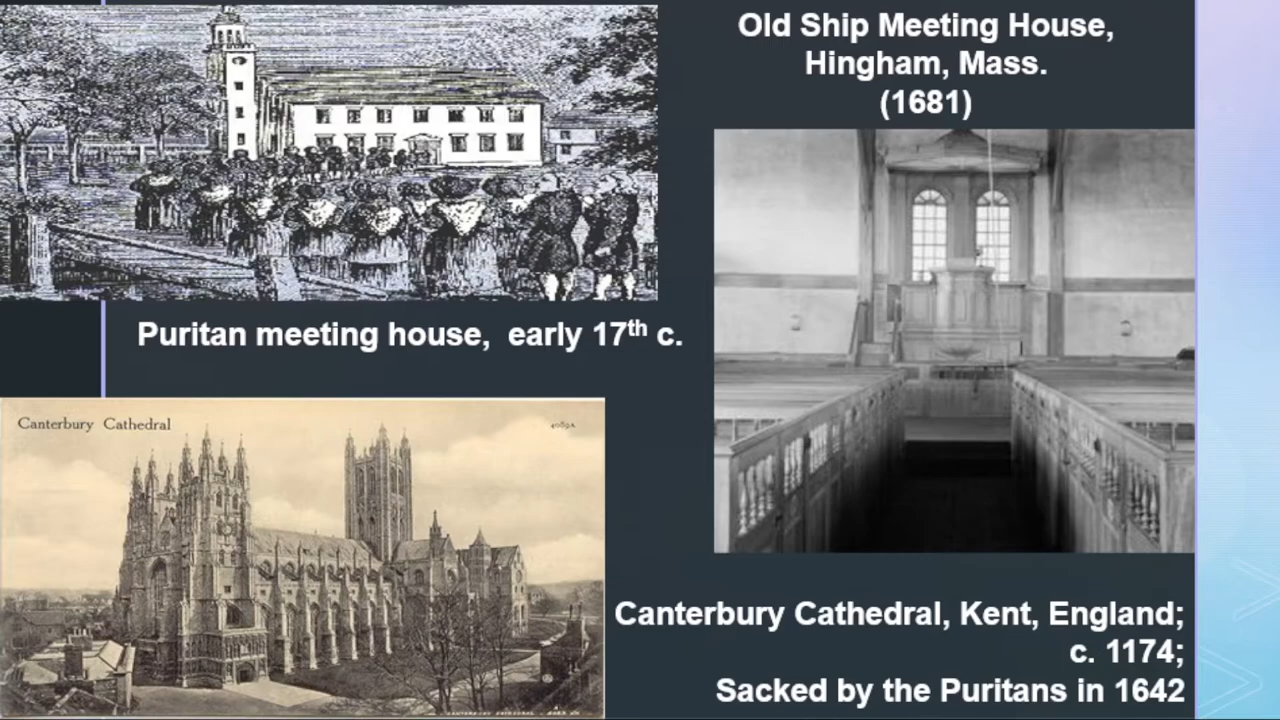 Old Ship Meeting House,
Hingham, Mass.
(1681)
Puritan meeting house,  early 17th c.
Canterbury Cathedral
Canterbury Cathedral, Kent, England;
c. 1174;
Sacked by the Puritans in 1642